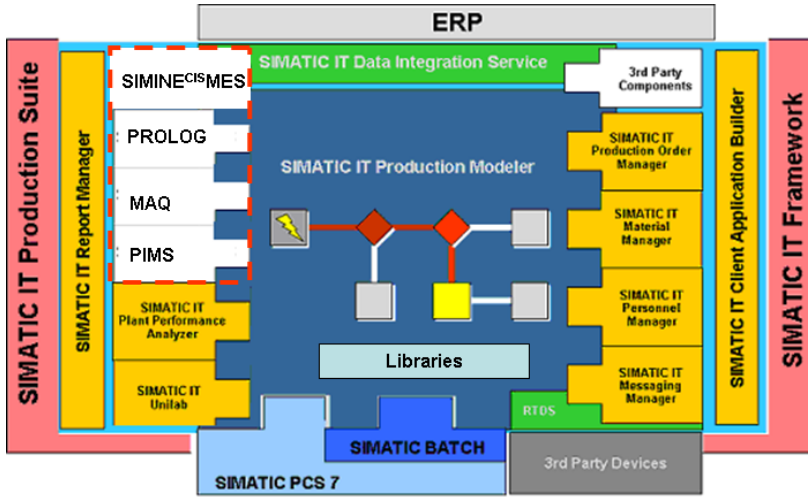 ERP
SIMATIC IT Production Suite
SIMATIC IT Report Manager
SIMATIC IT Data Integration Service
SIMINE CIS MES
PROLOG
MAQ
PIMS
SIMATIC IT
Plant Performance
Analyzer
SIMATIC IT
Unilab
SIMATIC IT Production Modeler
Libraries
3rd Party
Components
SIMATIC IT
Production Order
Manager
SIMATIC IT
Material
Manager
SIMATIC IT
Personnel
Manager
SIMATIC IT
Messaging
Manager
SIMATIC IT Client Application Builder
SIMATIC IT Framework
RTDS
SIMATIC BATCH
SIMATIC PCS 7
3rd Party Devices